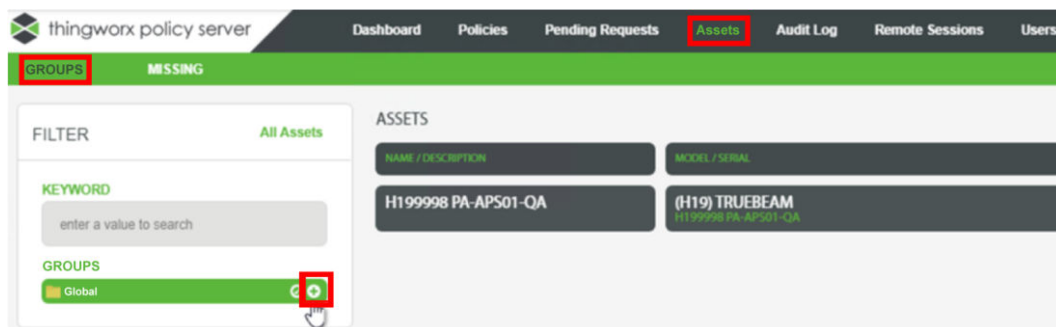 thingworx policy server
Dashboard Policies Pending Requests Assets Audit Log Remote Sessions Users
GROUPS MISSING
FILTER All Assets
KEYWORD
enter a value to search
GROUPS
Global
ASSETS
NAME / DESCRIPTION MODEL / SERIAL
H199998 PA-APS01-QA (H19) TRUEBEAM
H199998 PA-APS01-QA